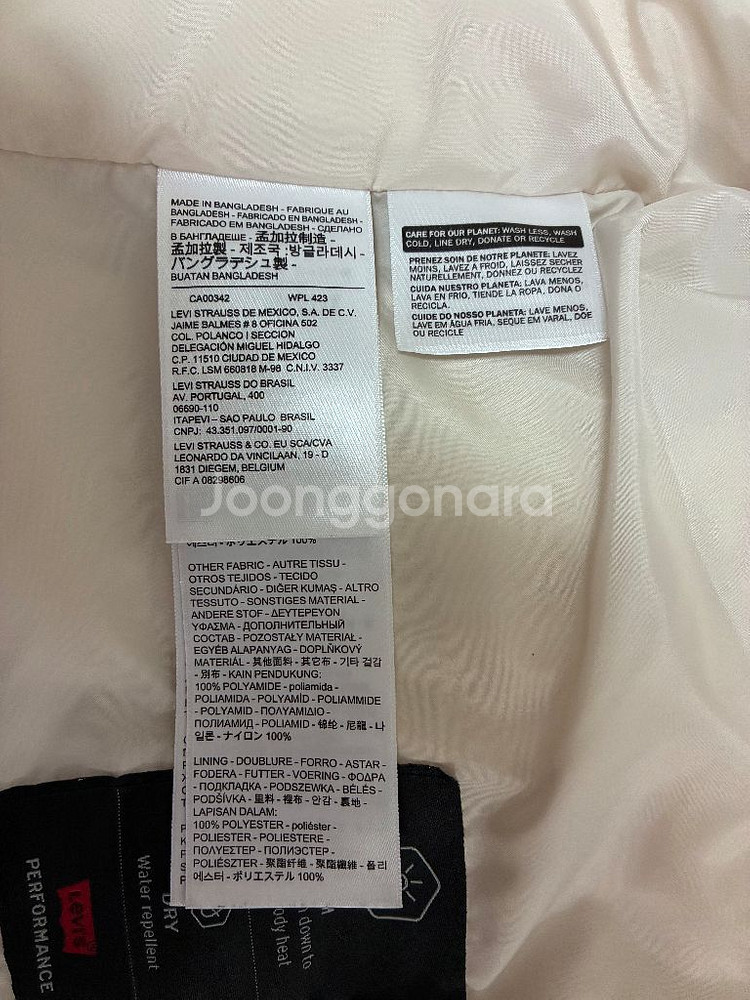 MADE IN BANGLADESH - FABRIQUE AU
BANGLADESH - FABRICADO EN BANGLADESH -
FABRICADO EM BANGLADESH - СДЕЛАНО
В БАНГЛАДЕШЕ - 孟加拉制造 -
孟加拉製 - 제조국 :방글라데시 -
バングラデシュ製 -
BUATAN BANGLADESH
CA00342 WPL 423
LEVI STRAUSS DE MEXICO, S.A. DE C.V.
JAIME BALMES # 8 OFICINA 502
COL. POLANCO I SECCION
DELEGACIÓN MIGUEL HIDALGO
C.P. 11510 CIUDAD DE MEXICO
R.F.C. LSM 660818 M-98 C.N.I.V. 3337
LEVI STRAUSS DO BRASIL
AV. PORTUGAL, 400
06690-110
ITAPEVI – SAO PAULO BRASIL
CNPJ: 43.351.097/0001-90
LEVI STRAUSS & CO. EU SCA/CVA
LEONARDO DA VINCILAAN, 19 - D
1831 DIEGEM, BELGIUM
CIF A 08298606
CARE FOR OUR PLANET: WASH LESS, WASH
COLD, LINE DRY, DONATE OR RECYCLE
PRENEZ SOIN DE NOTRE PLANETE: LAVEZ
MOINS, LAVEZ A FROID, LAISSEZ SECHER
NATURELLEMENT, DONNEZ OU RECYCLEZ
CUIDA NUESTRO PLANETA: LAVA MENOS,
LAVA EN FRIO, TIENDE LA ROPA, DONA O
RECICLA.
CUIDE DO NOSSO PLANETA: LAVE MENOS,
LAVE EM ÁGUA FRIA, SEQUE EM VARAL, DOE
OU RECICLE
Joonggonara
에스터 - ポリエステル 100%
OTHER FABRIC - AUTRE TISSU -
OTROS TEJIDOS - TECIDO
SECUNDÁRIO - DIĞER KUMAŞ - ALTRO
TESSUTO - SONSTIGES MATERIAL -
ANDERE STOF - ΔΕΥΤΕΡΕΥΟΝ
ΥΦΑΣΜΑ - ДОПОЛНИТЕЛЬНЫЙ
СОСТАВ - POZOSTAŁY MATERIAŁ -
EGYÉB ALAPANYAG - DOPLŇKOVÝ
MATERIÁL - 其他面料 - 其它布 - 기타 겉감
- 別布 - KAIN PENDUKUNG:
100% POLYAMIDE - poliamida -
POLIAMIDA - POLYAMİD - POLIAMMIDE
- POLYAMID - ΠΟΛΥΑΜΙΔΙΟ -
ПОЛИАМИД - POLIAMID - 锦纶 - 尼龍 - 나
일론 - ナイロン 100%
LINING - DOUBLURE - FORRO - ASTAR -
FODERA - FUTTER - VOERING - ΦΟΔΡΑ
- ПОДКЛАДКА - PODSZEWKA - BÉLÉS -
PODŠÍVKA - 里料 - 裡布 - 안감 - 裏地 -
LAPISAN DALAM:
100% POLYESTER - poliéster -
POLIESTER - POLIESTERE -
ΠΟΛΥΕΣΤΕΡ - ПОЛИЭСТЕР -
POLIÉSZTER - 聚酯纤维 - 聚酯纖維 - 폴리
에스터 - ポリエステル 100%
Levi's
PERFORMANCE
DRY
Water repellent
down to
body heat